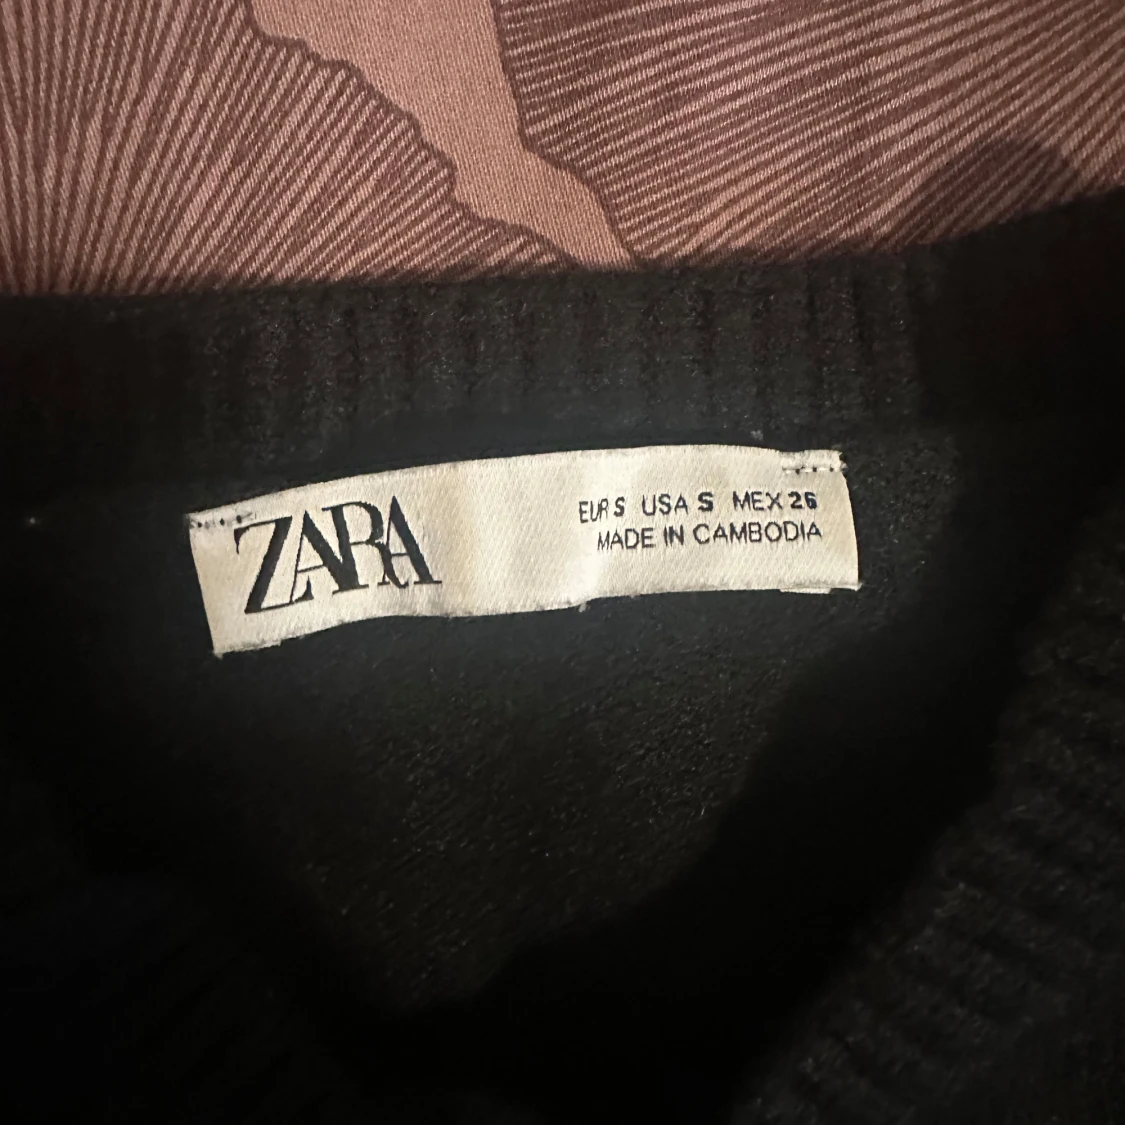 ZARA
EUR S USA S MEX 26
MADE IN CAMBODIA